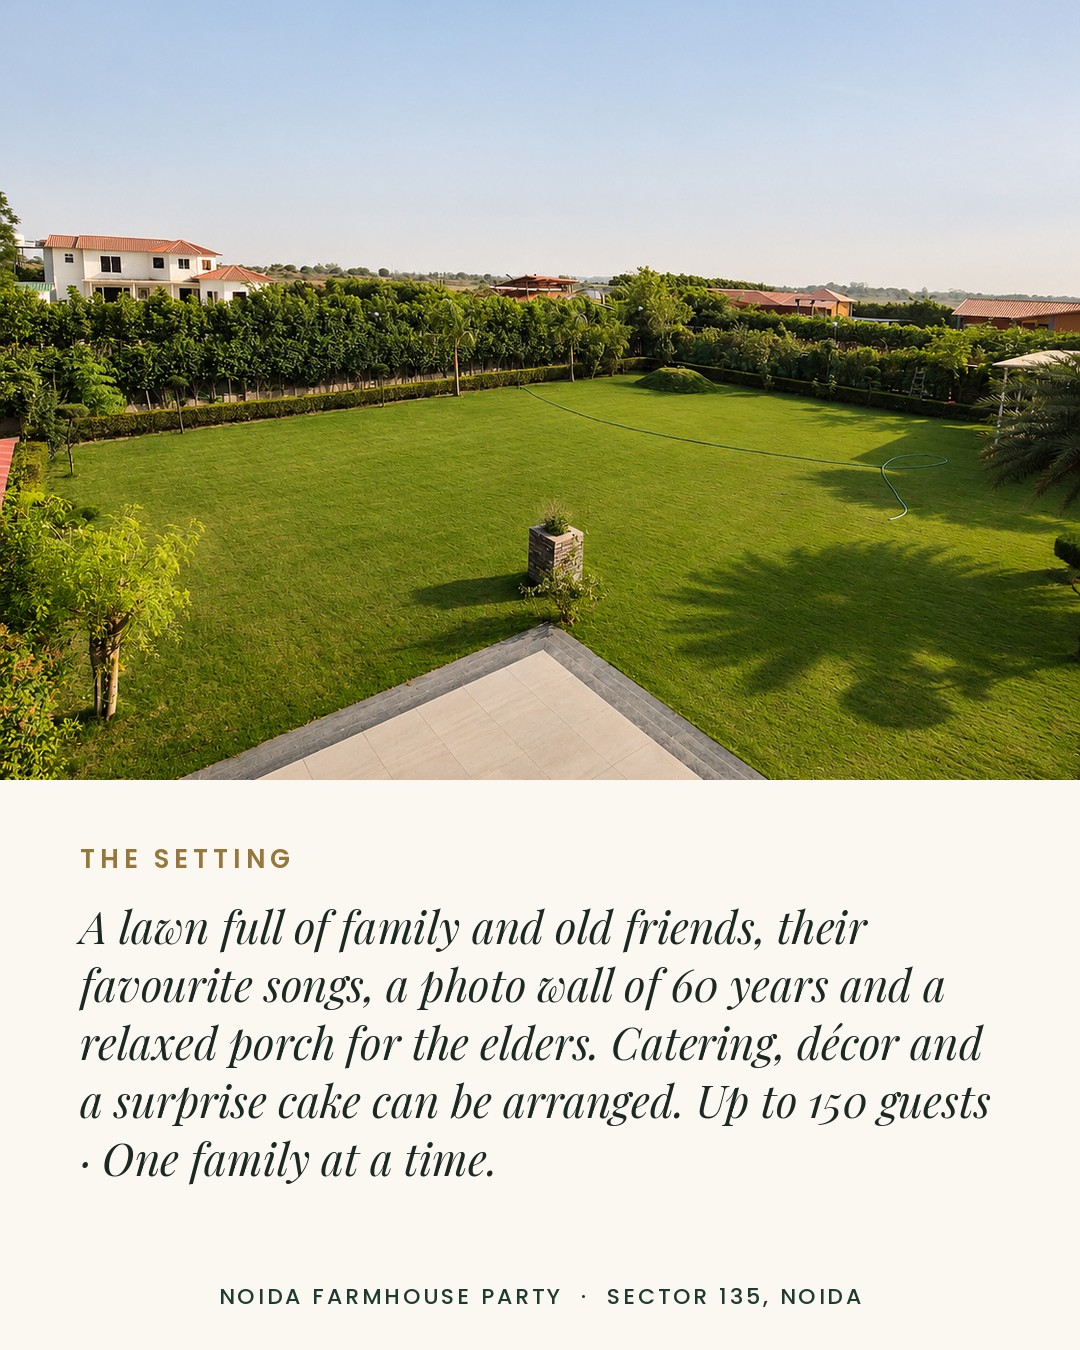 THE SETTING
A lawn full of family and old friends, their
favourite songs, a photo wall of 60 years and a
relaxed porch for the elders. Catering, décor and
a surprise cake can be arranged. Up to 150 guests
· One family at a time.
NOIDA FARMHOUSE PARTY · SECTOR 135, NOIDA